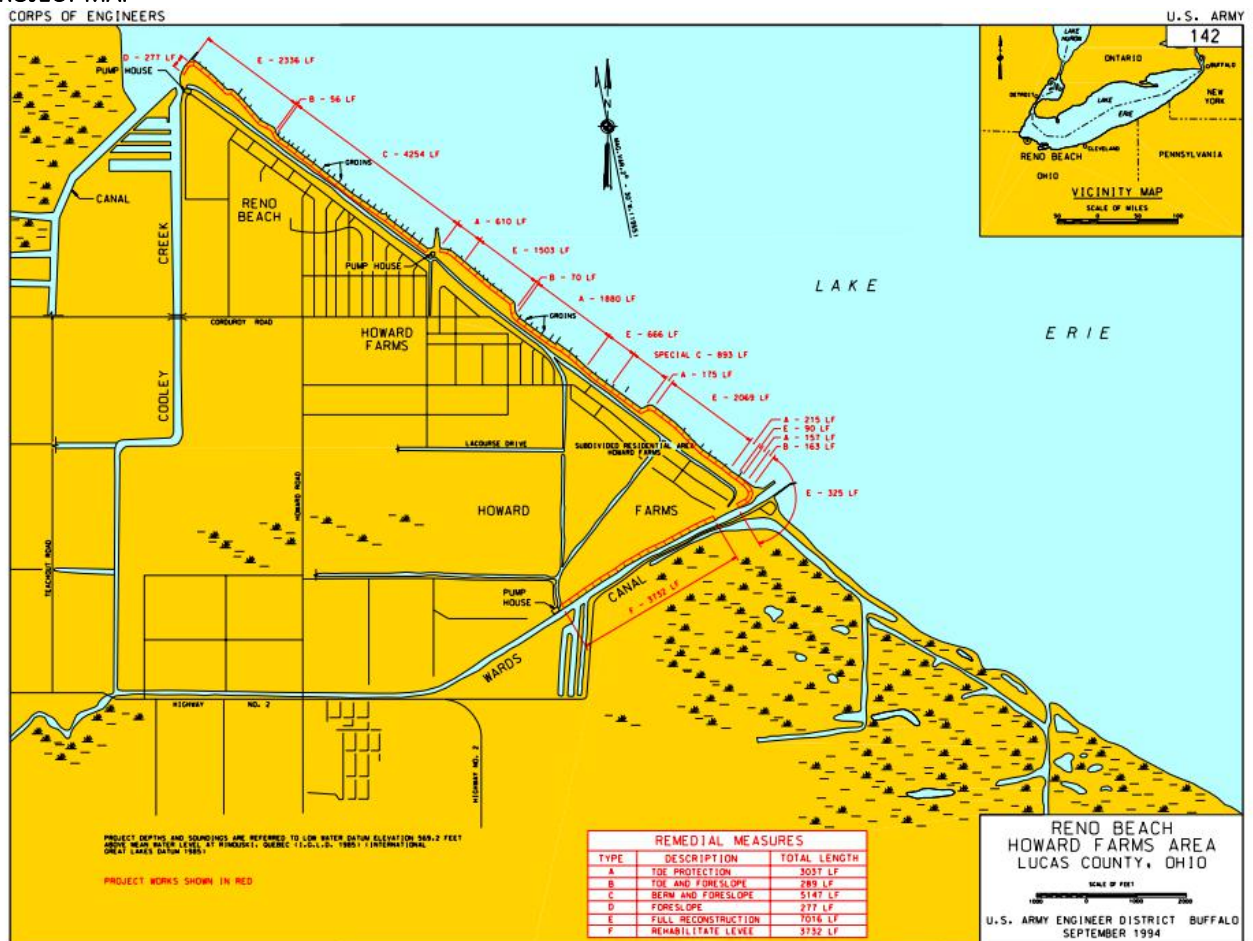 CORPS OF ENGINEERS
U.S. ARMY
142
D - 277 LF
E - 2336 LF
PUMP HOUSE
B - 56 LF
C - 4254 LF
GROINS
CANAL
RENO
BEACH
CREEK
COOLEY
N
A - 610 LF
E - 1503 LF
PUMP HOUSE
B - 70 LF
A - 1880 LF
GROINS
CORDUROY ROAD
HOWARD
FARMS
E - 666 LF
SPECIAL C - 893 LF
A - 175 LF
E - 2069 LF
A - 215 LF
E - 90 LF
A - 157 LF
B - 163 LF
E - 325 LF
LAKE
ERIE
LAKE
HURON
ONTARIO
BUFFALO
DETROIT
NEW
YORK
LAKE
ERIE
RENO BEACH
CLEVELAND
PENNSYLVANIA
OHIO
VICINITY MAP
SCALE OF MILES
50 0 50 100
LACOURSE DRIVE
SUBDIVIDED RESIDENTIAL AREA
HOWARD FARMS
HOWARD ROAD
HOWARD
FARMS
TEACHOUT ROAD
PUMP
HOUSE
CANAL
F - 3732 LF
WARDS
HIGHWAY NO. 2
HIGHWAY NO. 2
PROJECT DEPTHS AND SOUNDINGS ARE REFERRED TO LOW WATER DATUM ELEVATION 569.2 FEET
ABOVE MEAN WATER LEVEL AT RIMOUSKI, QUEBEC (I.G.L.D. 1985) (INTERNATIONAL
GREAT LAKES DATUM 1985)
PROJECT WORKS SHOWN IN RED
REMEDIAL MEASURES
TYPE DESCRIPTION TOTAL LENGTH
A TOE PROTECTION 3037 LF
B TOE AND FORESLOPE 289 LF
C BERM AND FORESLOPE 5147 LF
D FORESLOPE 277 LF
E FULL RECONSTRUCTION 7016 LF
F REHABILITATE LEVEE 3732 LF
RENO BEACH
HOWARD FARMS AREA
LUCAS COUNTY, OHIO
SCALE OF FEET
1000 0 1000 2000
U.S. ARMY ENGINEER DISTRICT BUFFALO
SEPTEMBER 1994